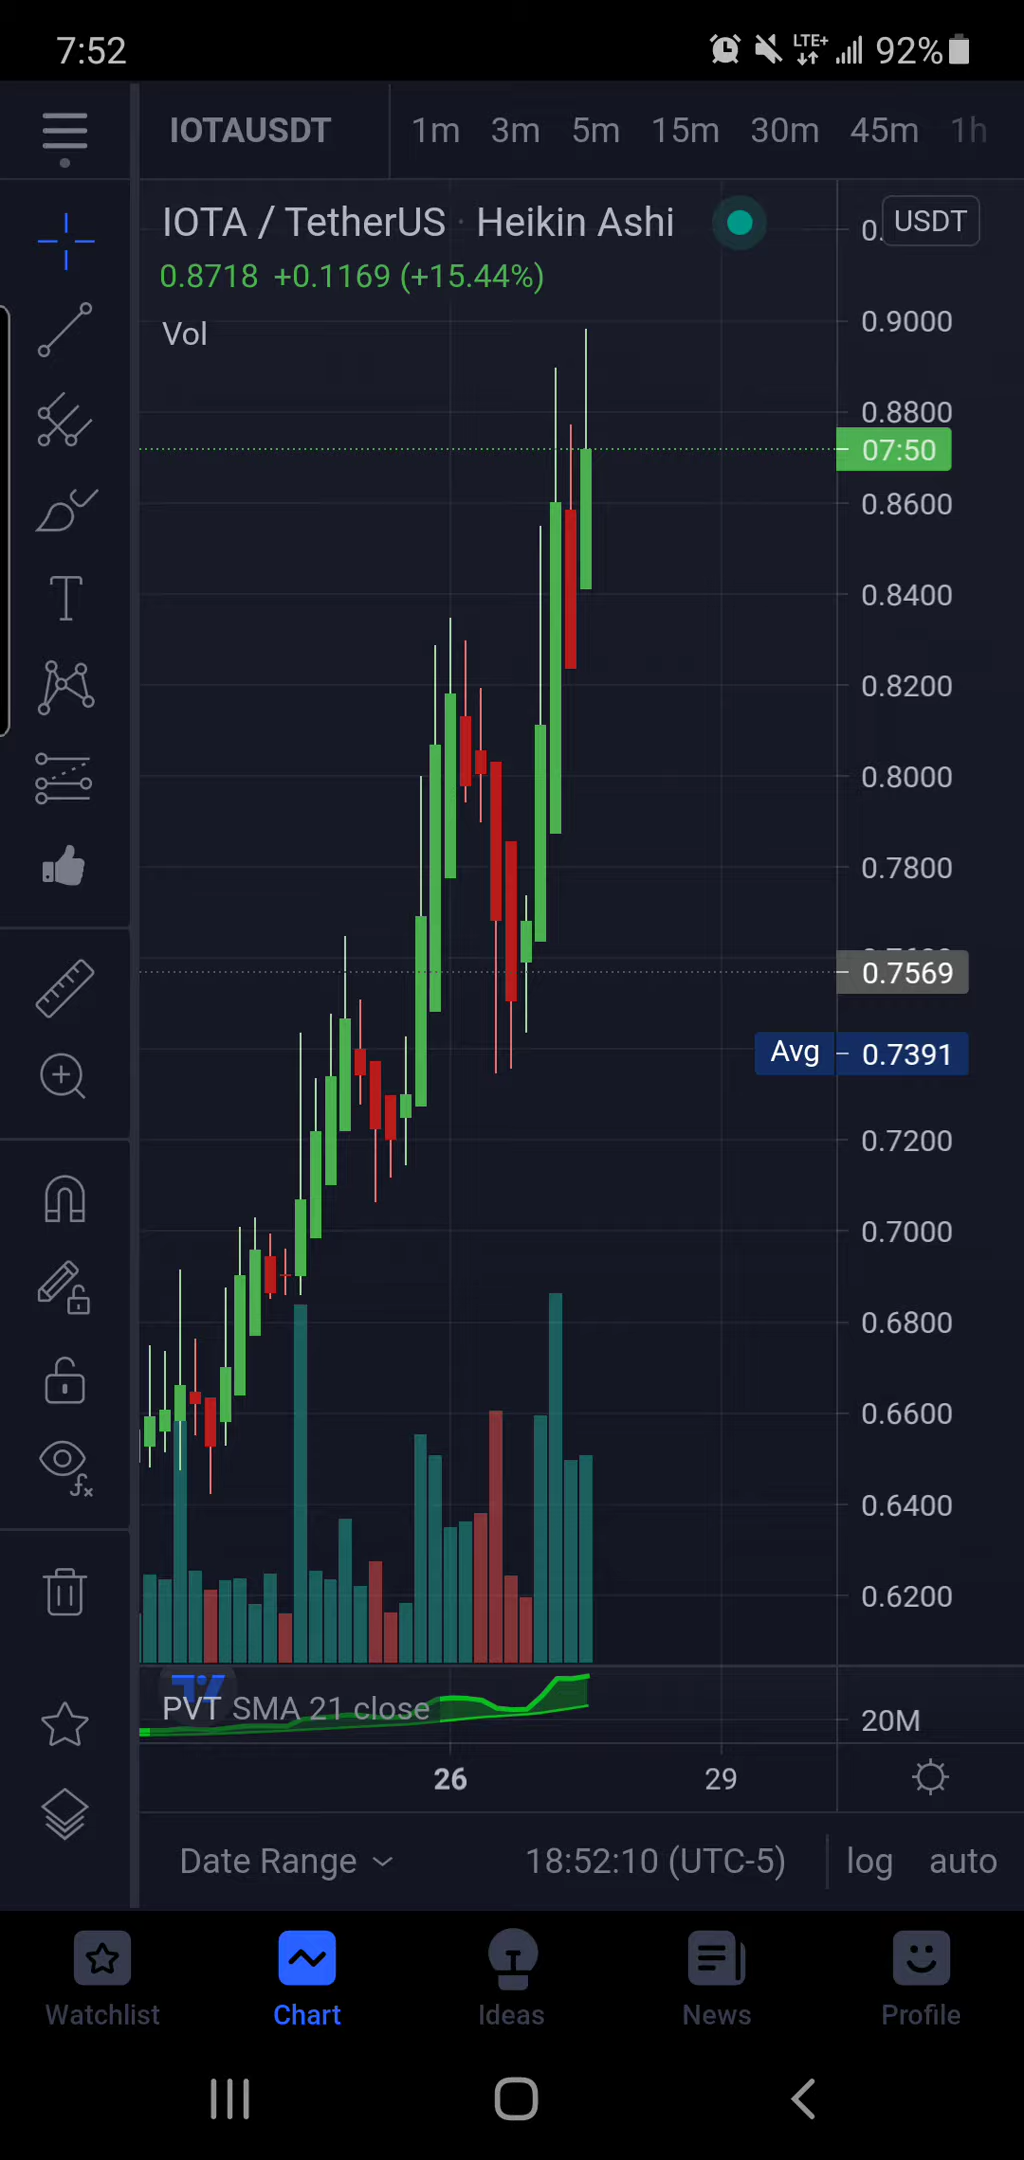 7:52 LTE+ 92%
IOTAUSDT 1m 3m 5m 15m 30m 45m 1h
IOTA / TetherUS · Heikin Ashi
0. USDT
0.8718 +0.1169 (+15.44%)
Vol
0.9000
0.8800
07:50
0.8600
0.8400
0.8200
0.8000
0.7800
0.7569
Avg 0.7391
0.7200
0.7000
0.6800
0.6600
0.6400
0.6200
PVT SMA 21 close
20M
26 29
Date Range 18:52:10 (UTC-5) log auto
Watchlist Chart Ideas News Profile